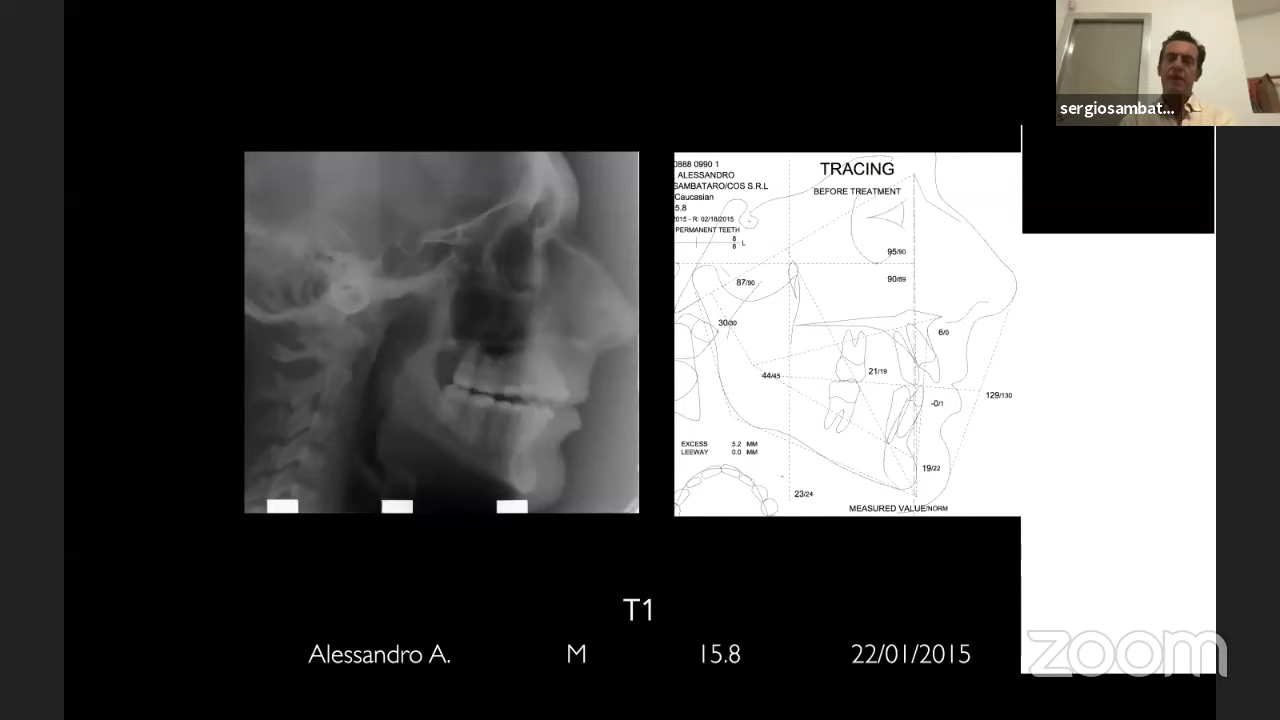 sergiosambat...
0888 0990 1
ALESSANDRO
SAMBATARO/COS S.R.L
Caucasian
5.8
2015 - R: 02/18/2015
PERMANENT TEETH
6
8 L
TRACING
BEFORE TREATMENT
95/90
90/89
87/90
30/30
6/0
44/45
21/19
129/130
-0/1
EXCESS 5.2 MM
LEEWAY 0.0 MM
19/22
23/24
MEASURED VALUE/NORM
T1
Alessandro A. M 15.8 22/01/2015
zoom